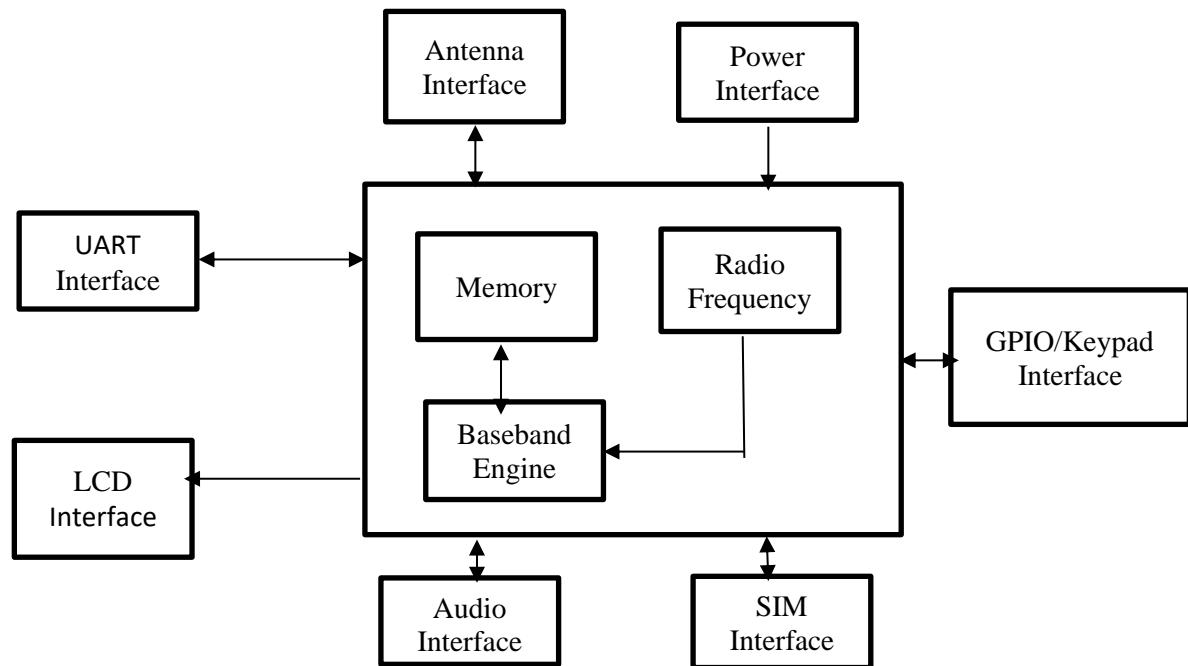 Antenna
Interface
Power
Interface
UART
Interface
Memory
Radio
Frequency
GPIO/Keypad
Interface
Baseband
Engine
LCD
Interface
Audio
Interface
SIM
Interface